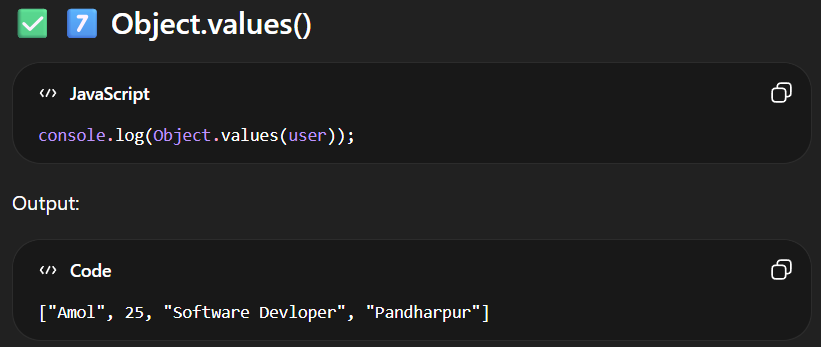 ✅ 7️⃣ Object.values()
</> JavaScript
console.log(Object.values(user));
Output:
</> Code
["Amol", 25, "Software Devloper", "Pandharpur"]